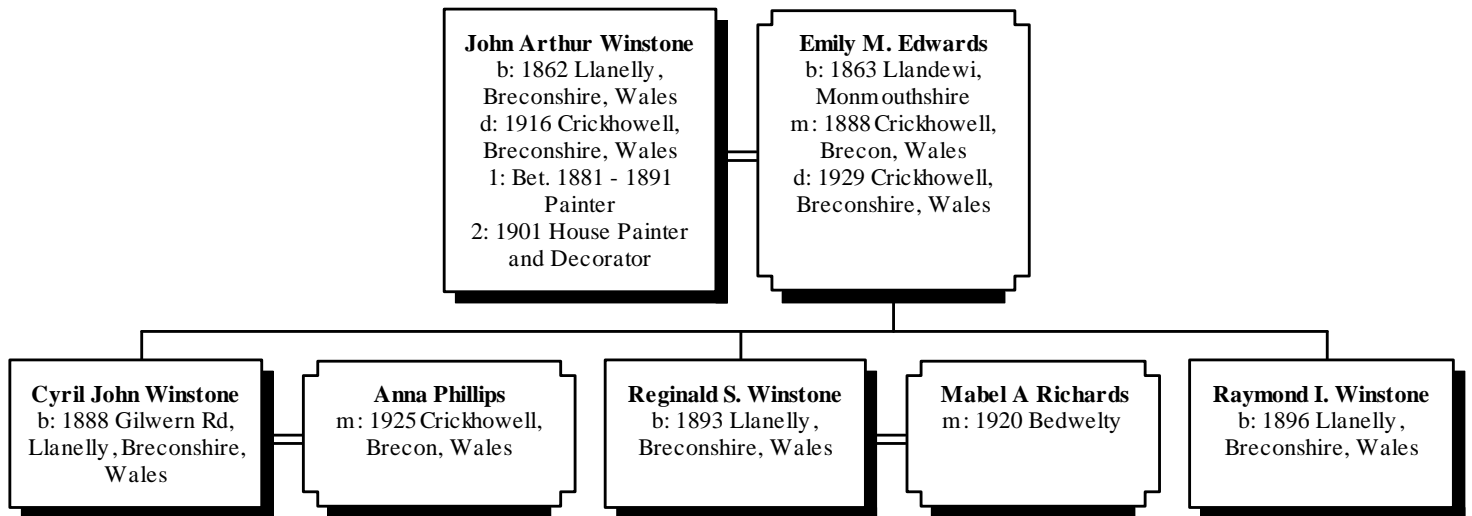 John Arthur Winstone
b: 1862 Llanelly,
Breconshire, Wales
d: 1916 Crickhowell,
Breconshire, Wales
1: Bet. 1881 - 1891
Painter
2: 1901 House Painter
and Decorator
Emily M. Edwards
b: 1863 Llandewi,
Monmouthshire
m: 1888 Crickhowell,
Brecon, Wales
d: 1929 Crickhowell,
Breconshire, Wales
Cyril John Winstone
b: 1888 Gilwern Rd,
Llanelly, Breconshire,
Wales
Anna Phillips
m: 1925 Crickhowell,
Brecon, Wales
Reginald S. Winstone
b: 1893 Llanelly,
Breconshire, Wales
Mabel A Richards
m: 1920 Bedwelty
Raymond I. Winstone
b: 1896 Llanelly,
Breconshire, Wales